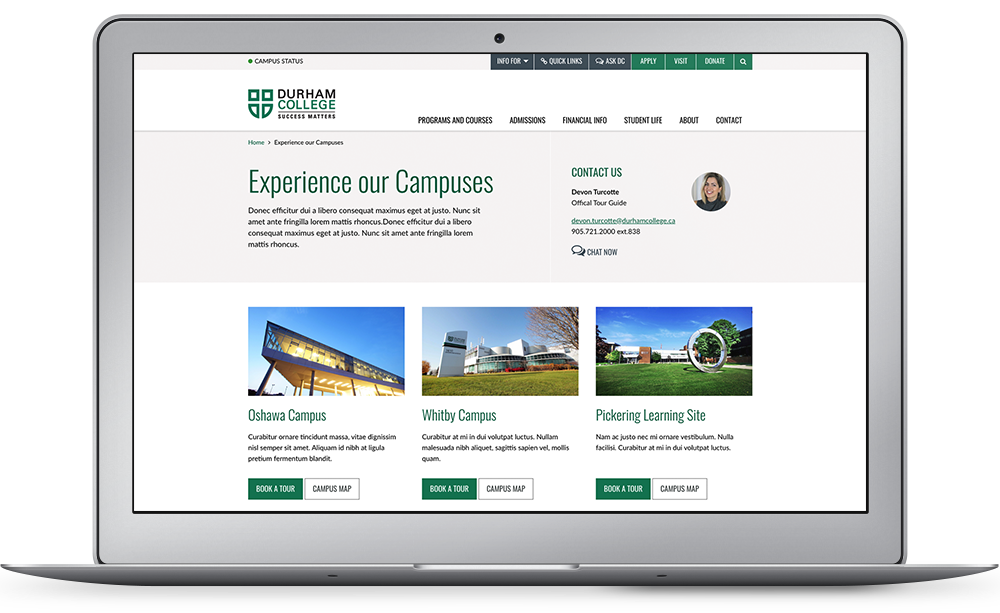 CAMPUS STATUS
INFO FOR
QUICK LINKS
ASK DC
APPLY
VISIT
DONATE
DURHAM
COLLEGE
SUCCESS MATTERS
PROGRAMS AND COURSES
ADMISSIONS
FINANCIAL INFO
STUDENT LIFE
ABOUT
CONTACT
Home > Experience our Campuses
Experience our Campuses
Donec efficitur dui a libero consequat maximus eget at justo. Nunc sit
amet ante fringilla lorem mattis rhoncus.Donec efficitur dui a libero
consequat maximus eget at justo. Nunc sit amet ante fringilla lorem
mattis rhoncus.
CONTACT US
Devon Turcotte
Offical Tour Guide
devon.turcotte@durhamcollege.ca
905.721.2000 ext.838
CHAT NOW
Oshawa Campus
Curabitur ornare tincidunt massa, vitae dignissim
nisl semper sit amet. Aliquam id nibh at ligula
pretium fermentum blandit.
BOOK A TOUR
CAMPUS MAP
Whitby Campus
Curabitur at mi in dui volutpat luctus. Nullam
malesuada nibh aliquet, sagittis sapien vel, mollis
quam.
BOOK A TOUR
CAMPUS MAP
Pickering Learning Site
Nam ac justo nec mi ornare vestibulum. Nulla
facilisi. Curabitur at mi in dui volutpat luctus.
BOOK A TOUR
CAMPUS MAP